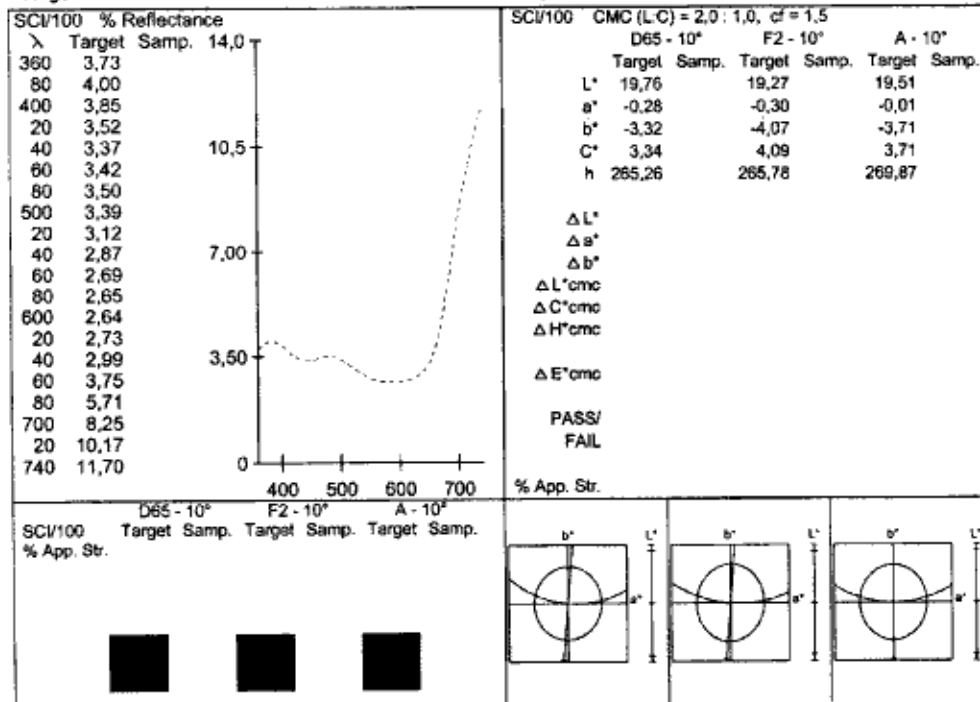 SCI/100 % Reflectance
λ Target Samp.
360 3,73
80 4,00
400 3,85
20 3,52
40 3,37
60 3,42
80 3,50
500 3,39
20 3,12
40 2,87
60 2,69
80 2,65
600 2,64
20 2,73
40 2,99
60 3,75
80 5,71
700 8,25
20 10,17
740 11,70
14,0
10,5
7,00
3,50
0
400 500 600 700
SCI/100 CMC (L:C) = 2,0 : 1,0, cf = 1,5
D65 - 10° F2 - 10° A - 10°
Target Samp. Target Samp. Target Samp.
L* 19,76 19,27 19,51
a* -0,28 -0,30 -0,01
b* -3,32 -4,07 -3,71
C* 3,34 4,09 3,71
h 265,26 265,78 269,87
Δ L*
Δ a*
Δ b*
Δ L*cmc
Δ C*cmc
Δ H*cmc
Δ E*cmc
PASS/
FAIL
% App. Str.
D65 - 10° F2 - 10° A - 10°
SCI/100 Target Samp. Target Samp. Target Samp.
% App. Str.
b* L* b* L* b* L*
a* a* a*